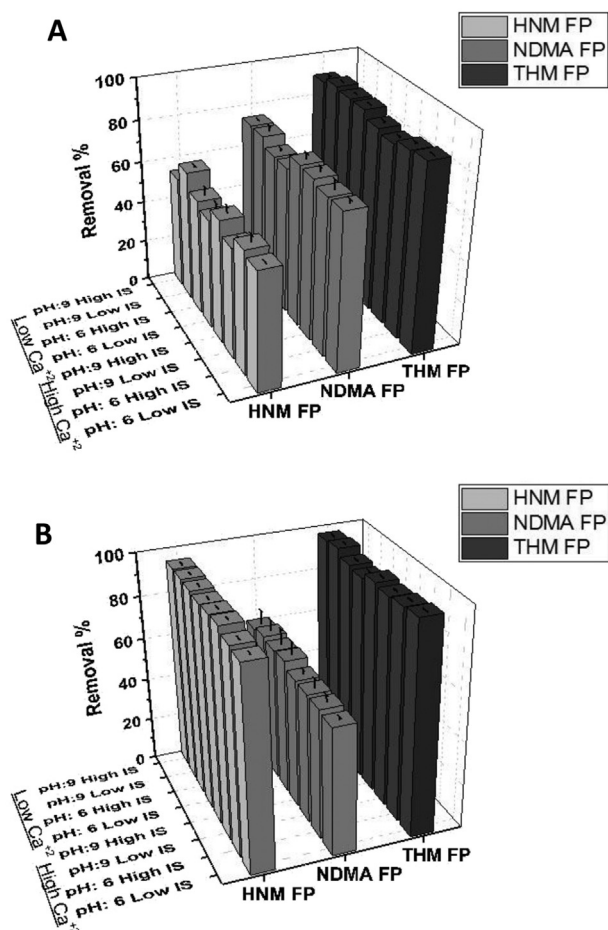 A
HNM FP
NDMA FP
THM FP
Removal %
100
80
60
40
20
0
pH:9 High IS
pH:9 Low IS
pH: 6 High IS
pH: 6 Low IS
pH:9 High IS
pH:9 Low IS
pH: 6 High IS
pH: 6 Low IS
Low Ca+2
High Ca+2
HNM FP
NDMA FP
THM FP
B
HNM FP
NDMA FP
THM FP
Removal %
100
80
60
40
20
0
pH:9 High IS
pH:9 Low IS
pH: 6 High IS
pH: 6 Low IS
pH:9 High IS
pH:9 Low IS
pH: 6 High IS
pH: 6 Low IS
Low Ca+2
High Ca+
HNM FP
NDMA FP
THM FP